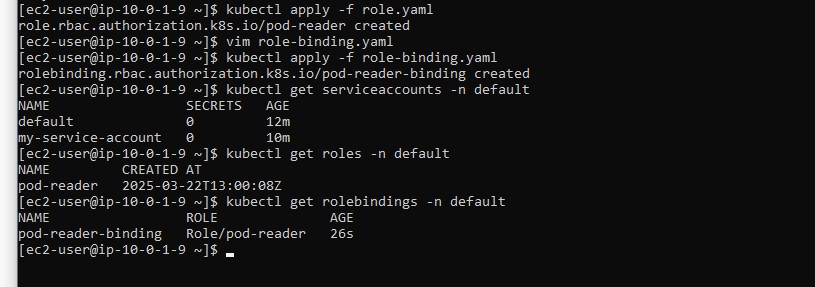 [ec2-user@ip-10-0-1-9 ~]$ kubectl apply -f role.yaml
role.rbac.authorization.k8s.io/pod-reader created
[ec2-user@ip-10-0-1-9 ~]$ vim role-binding.yaml
[ec2-user@ip-10-0-1-9 ~]$ kubectl apply -f role-binding.yaml
rolebinding.rbac.authorization.k8s.io/pod-reader-binding created
[ec2-user@ip-10-0-1-9 ~]$ kubectl get serviceaccounts -n default
NAME                 SECRETS   AGE
default              0         12m
my-service-account   0         10m
[ec2-user@ip-10-0-1-9 ~]$ kubectl get roles -n default
NAME         CREATED AT
pod-reader   2025-03-22T13:00:08Z
[ec2-user@ip-10-0-1-9 ~]$ kubectl get rolebindings -n default
NAME                 ROLE              AGE
pod-reader-binding   Role/pod-reader   26s
[ec2-user@ip-10-0-1-9 ~]$